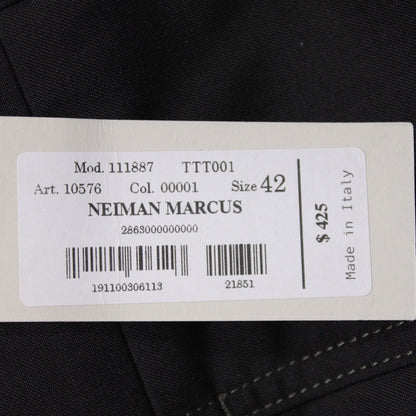 Mod. 111887 TTT001
Art. 10576 Col. 00001 Size 42
NEIMAN MARCUS
2863000000000
191100306113 21851
$ 425
Made in Italy